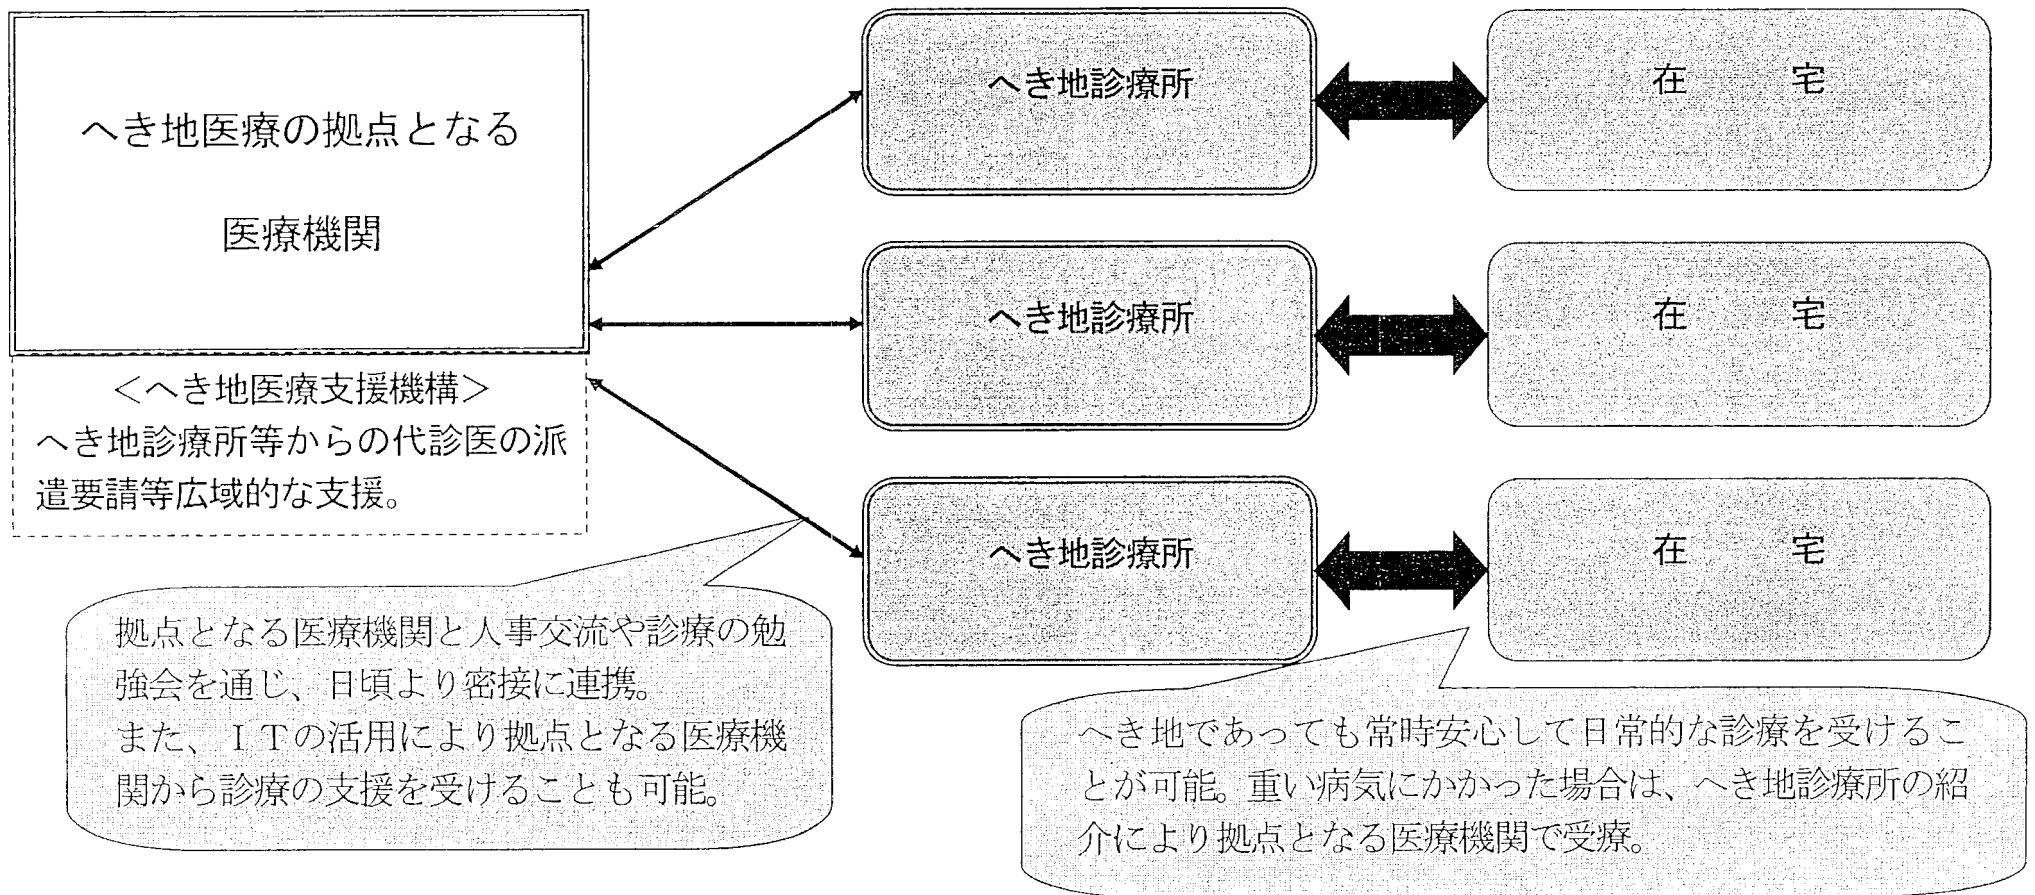 へき地医療の拠点となる
医療機関
＜へき地医療支援機構＞
へき地診療所等からの代診医の派
遣要請等広域的な支援。
へき地診療所
在　　宅
へき地診療所
在　　宅
へき地診療所
在　　宅
拠点となる医療機関と人事交流や診療の勉
強会を通じ、日頃より密接に連携。
また、ＩＴの活用により拠点となる医療機
関から診療の支援を受けることも可能。
へき地であっても常時安心して日常的な診療を受けるこ
とが可能。重い病気にかかった場合は、へき地診療所の紹
介により拠点となる医療機関で受療。